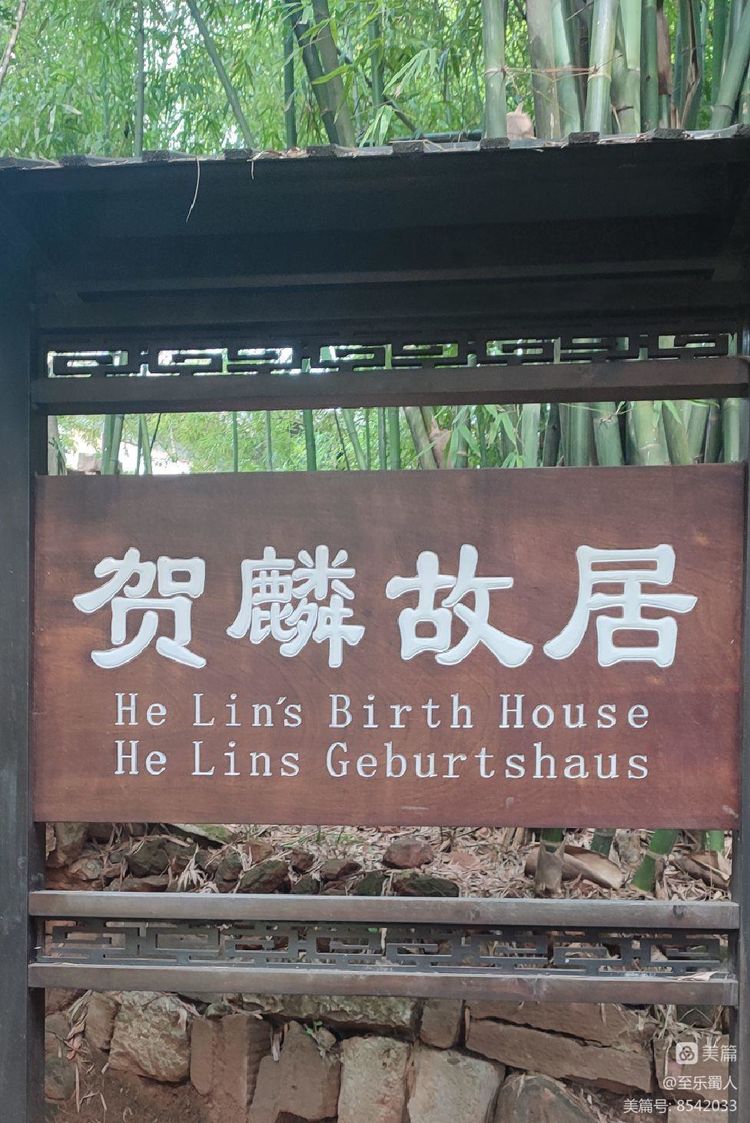 贺麟故居
He Lin's Birth House
He Lins Geburtshaus
美篇
@至乐蜀人
美篇号: 8542033